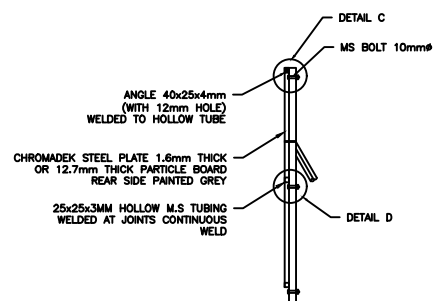 DETAIL C
MS BOLT 10mmø
ANGLE 40x25x4mm
(WITH 12mm HOLE)
WELDED TO HOLLOW TUBE
CHROMADEK STEEL PLATE 1.6mm THICK
OR 12.7mm THICK PARTICLE BOARD
REAR SIDE PAINTED GREY
25x25x3MM HOLLOW M.S TUBING
WELDED AT JOINTS CONTINUOUS
WELD
DETAIL D